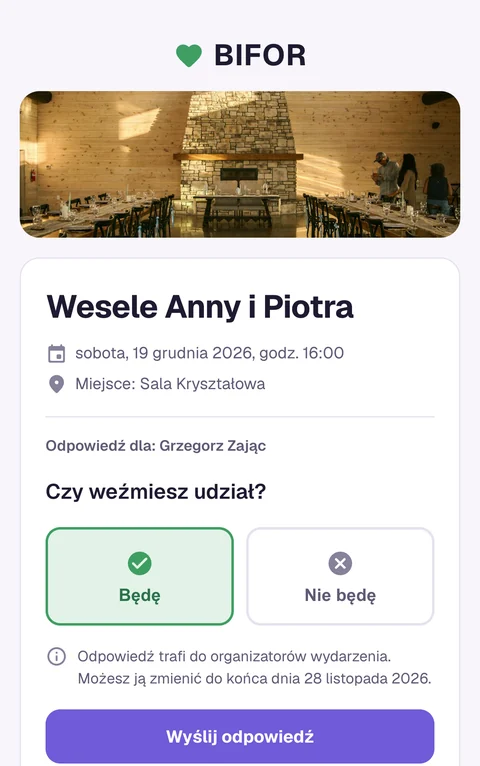 BIFOR
Wesele Anny i Piotra
sobota, 19 grudnia 2026, godz. 16:00
Miejsce: Sala Kryształowa
Odpowiedź dla: Grzegorz Zając
Czy weźmiesz udział?
Będę
Nie będę
Odpowiedź trafi do organizatorów wydarzenia.
Możesz ją zmienić do końca dnia 28 listopada 2026.
Wyślij odpowiedź